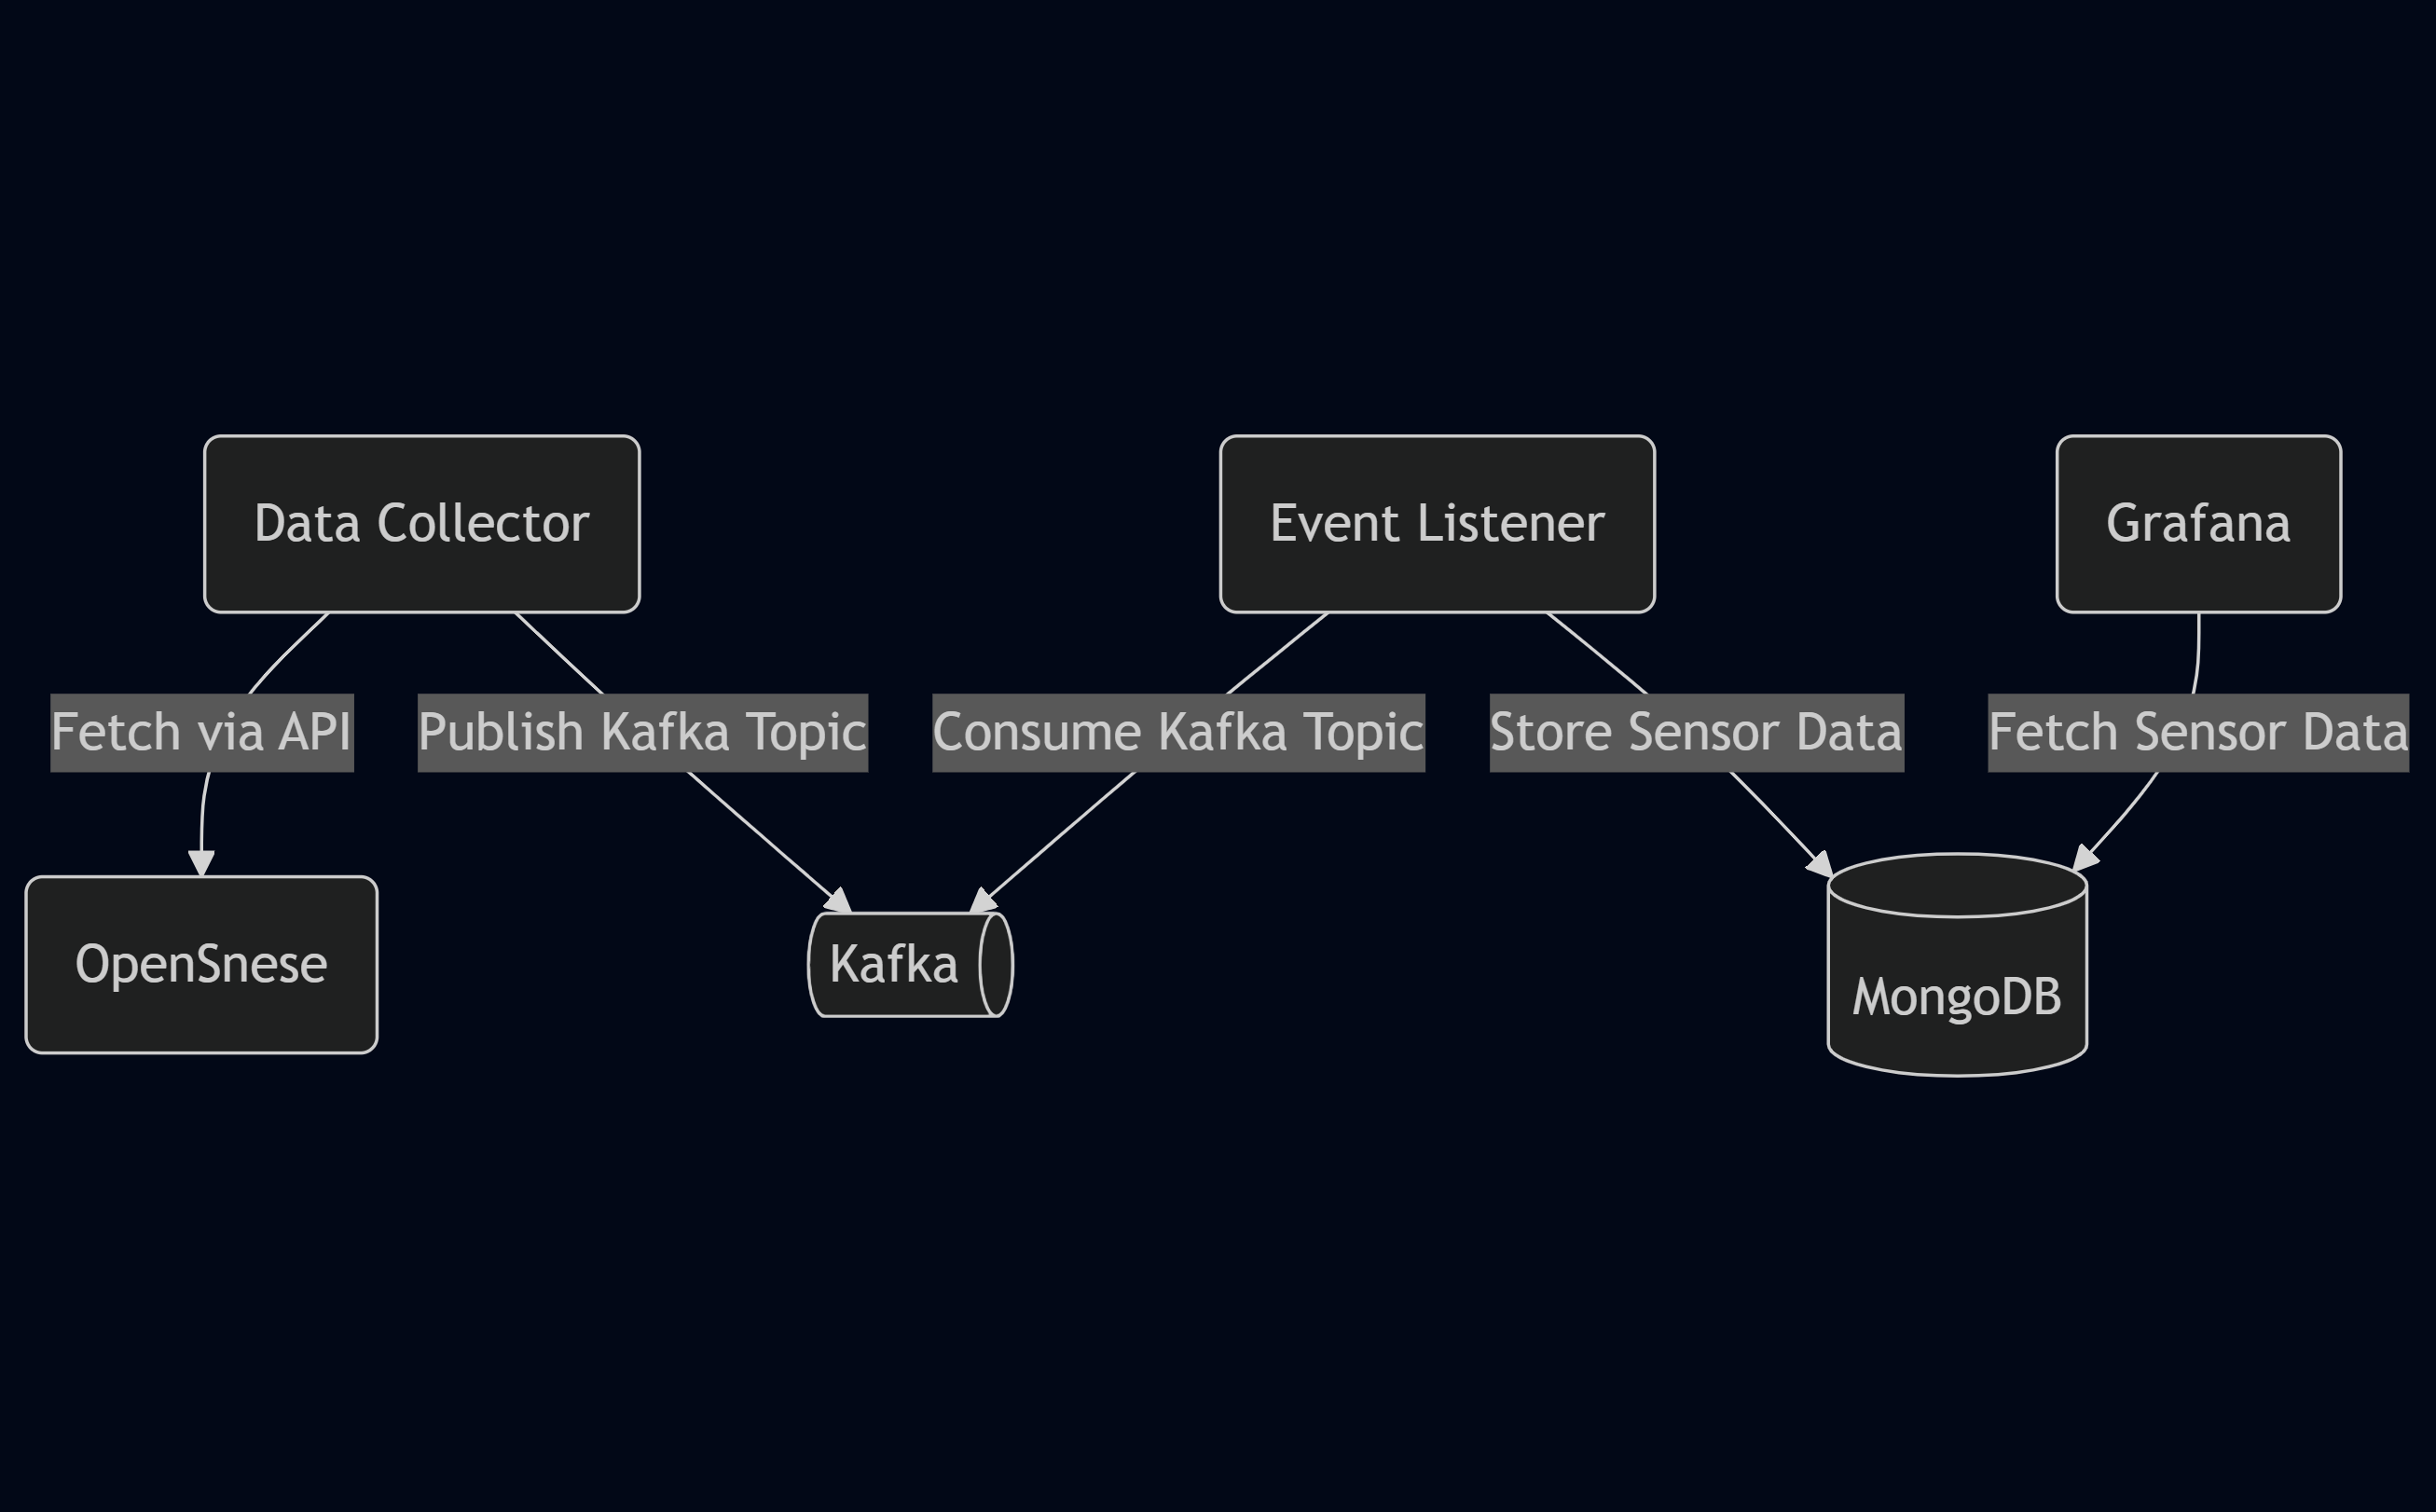 Data Collector
Event Listener
Grafana
Fetch via API
Publish Kafka Topic
Consume Kafka Topic
Store Sensor Data
Fetch Sensor Data
OpenSnese
Kafka
MongoDB